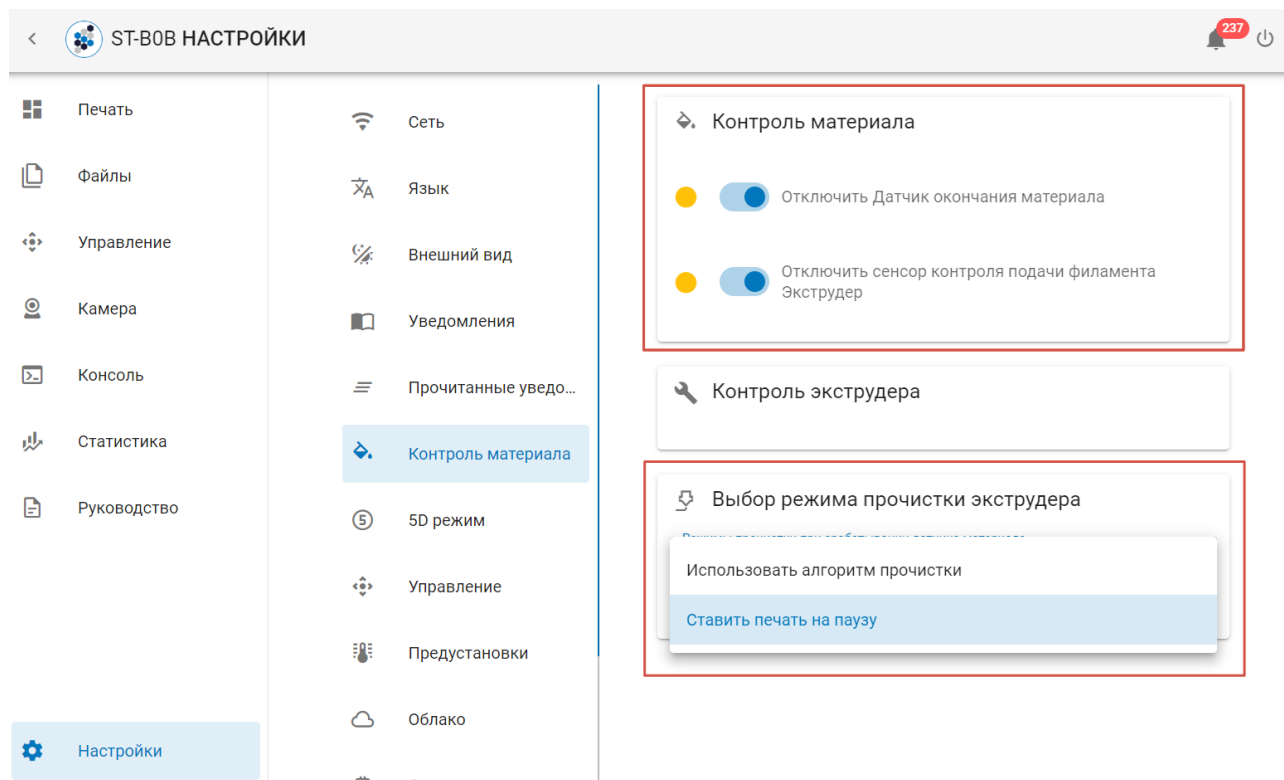 ST-B0B НАСТРОЙКИ
237
Печать
Файлы
Управление
Камера
Консоль
Статистика
Руководство
Настройки
Сеть
Язык
Внешний вид
Уведомления
Прочитанные уведо...
Контроль материала
5D режим
Управление
Предустановки
Облако
Контроль материала
Отключить Датчик окончания материала
Отключить сенсор контроля подачи филамента
Экструдер
Контроль экструдера
Выбор режима прочистки экструдера
Использовать алгоритм прочистки
Ставить печать на паузу